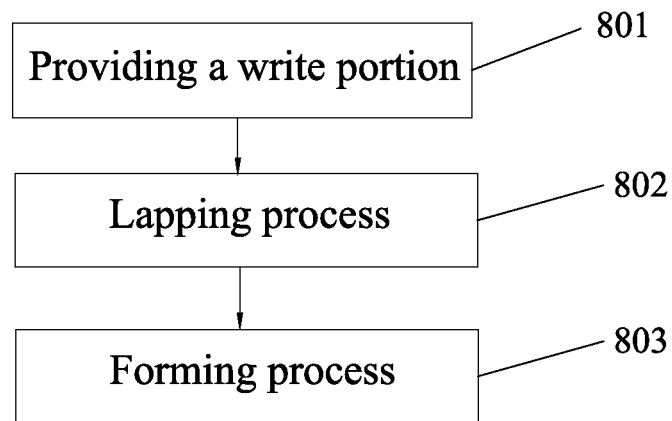 801
Providing a write portion
802
Lapping process
803
Forming process